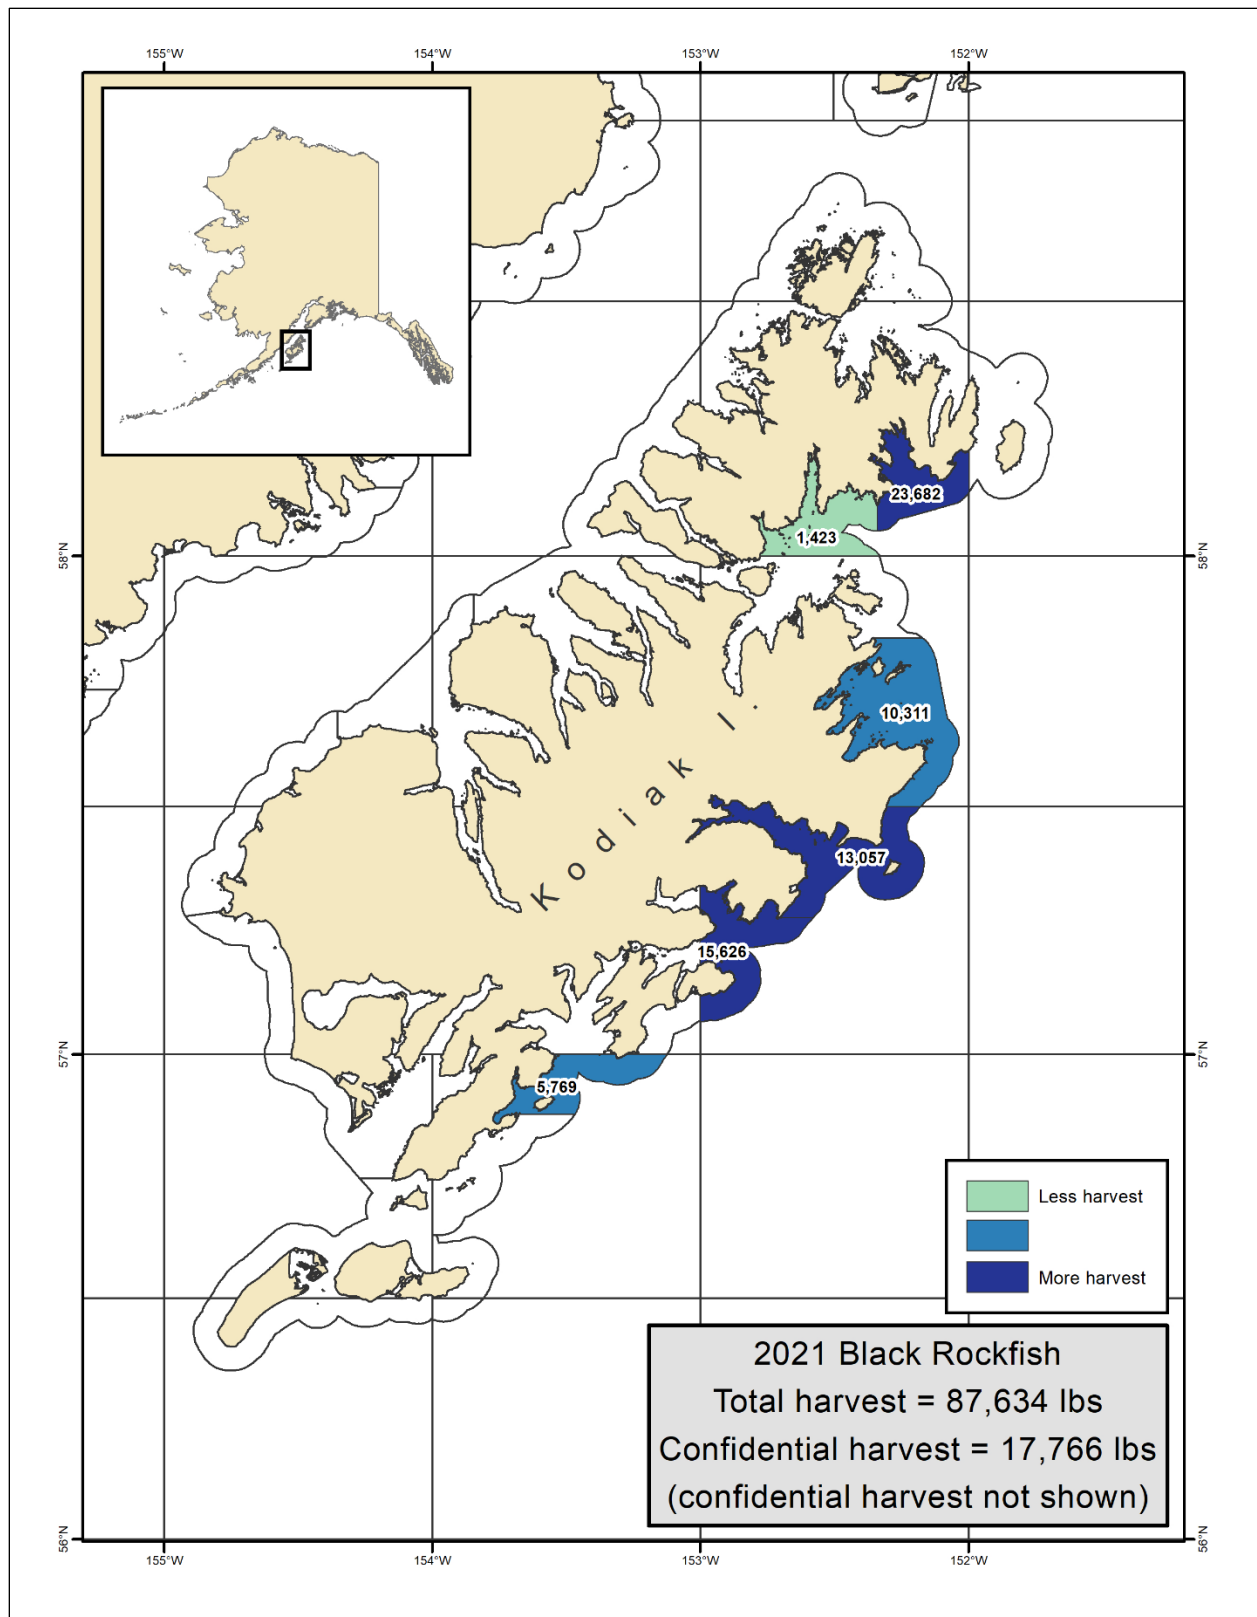 155°W 154°W 153°W 152°W
23,682
1,423
58°N 58°N
10,311
Kodiak I.
13,057
15,626
57°N 57°N
5,769
Less harvest
More harvest
2021 Black Rockfish
Total harvest = 87,634 lbs
Confidential harvest = 17,766 lbs
(confidential harvest not shown)
56°N 56°N
155°W 154°W 153°W 152°W